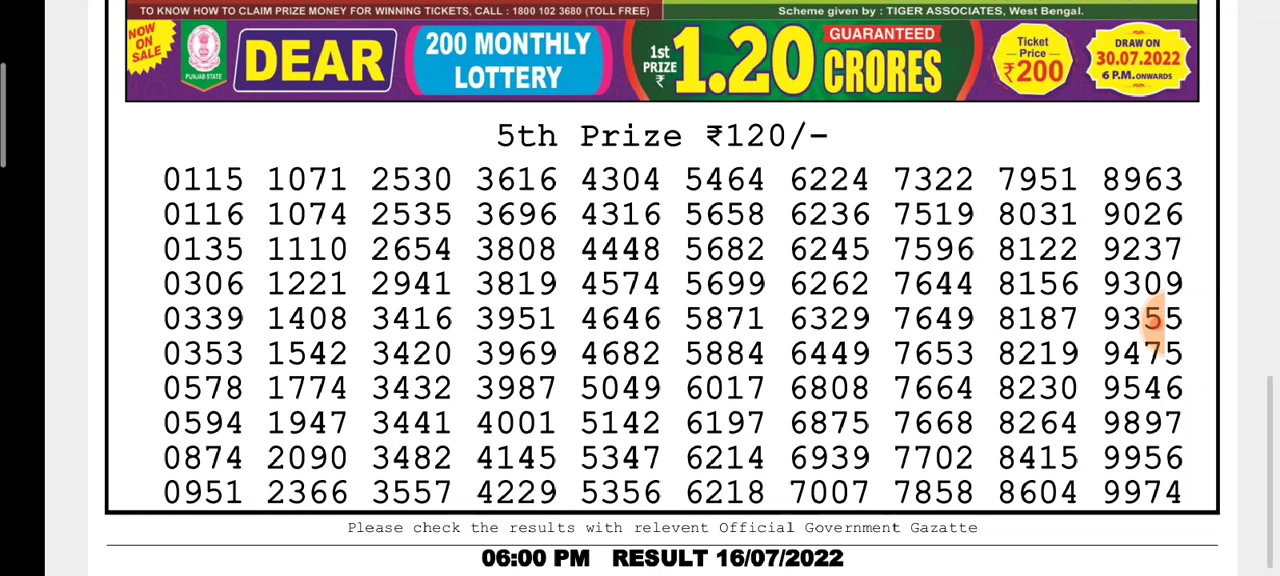 TO KNOW HOW TO CLAIM PRIZE MONEY FOR WINNING TICKETS, CALL : 1800 102 3680 (TOLL FREE) Scheme given by : TIGER ASSOCIATES, West Bengal.
NOW ON SALE
PUNJAB STATE
DEAR
200 MONTHLY
LOTTERY
1st PRIZE ₹
1.20
GUARANTEED
CRORES
Ticket
Price
₹200
DRAW ON
30.07.2022
6 P.M. ONWARDS
5th Prize ₹120/-
0115 1071 2530 3616 4304 5464 6224 7322 7951 8963
0116 1074 2535 3696 4316 5658 6236 7519 8031 9026
0135 1110 2654 3808 4448 5682 6245 7596 8122 9237
0306 1221 2941 3819 4574 5699 6262 7644 8156 9309
0339 1408 3416 3951 4646 5871 6329 7649 8187 9355
0353 1542 3420 3969 4682 5884 6449 7653 8219 9475
0578 1774 3432 3987 5049 6017 6808 7664 8230 9546
0594 1947 3441 4001 5142 6197 6875 7668 8264 9897
0874 2090 3482 4145 5347 6214 6939 7702 8415 9956
0951 2366 3557 4229 5356 6218 7007 7858 8604 9974
Please check the results with relevent Official Government Gazatte
06:00 PM RESULT 16/07/2022